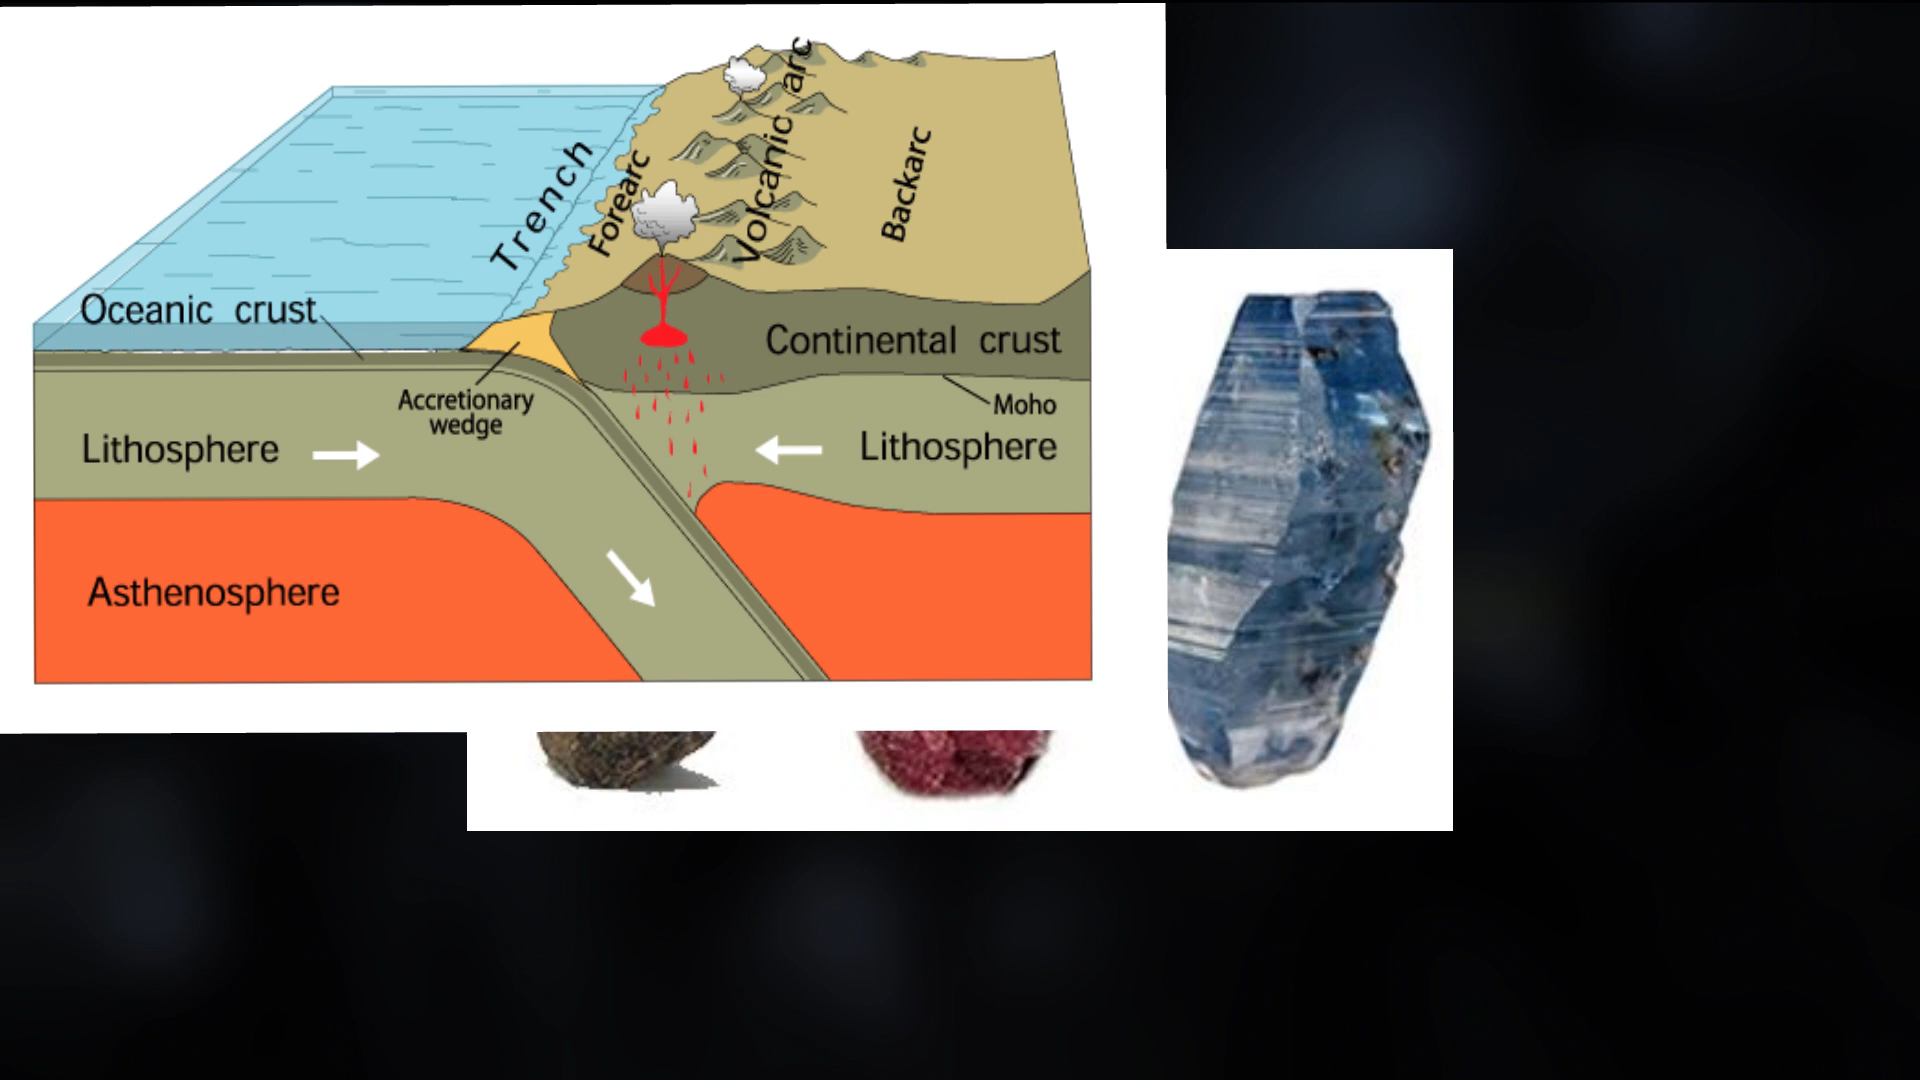 Trench
Forearc
Volcanic arc
Backarc
Oceanic crust
Continental crust
Accretionary
wedge
Moho
Lithosphere
Lithosphere
Asthenosphere